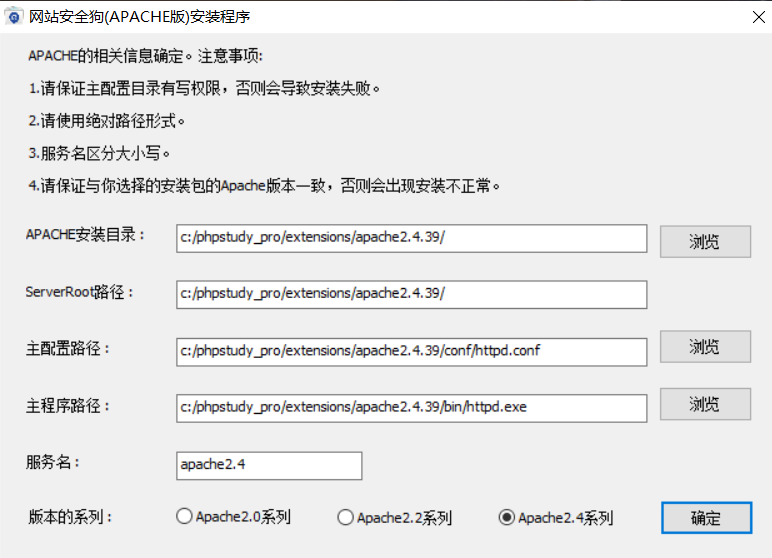 网站安全狗(APACHE版)安装程序
APACHE的相关信息确定。注意事项:
1.请保证主配置目录有写权限，否则会导致安装失败。
2.请使用绝对路径形式。
3.服务名区分大小写。
4.请保证与你选择的安装包的Apache版本一致，否则会出现安装不正常。
APACHE安装目录： c:/phpstudy_pro/extensions/apache2.4.39/ 浏览
ServerRoot路径： c:/phpstudy_pro/extensions/apache2.4.39/
主配置路径： c:/phpstudy_pro/extensions/apache2.4.39/conf/httpd.conf 浏览
主程序路径： c:/phpstudy_pro/extensions/apache2.4.39/bin/httpd.exe 浏览
服务名： apache2.4
版本的系列： Apache2.0系列 Apache2.2系列 Apache2.4系列 确定